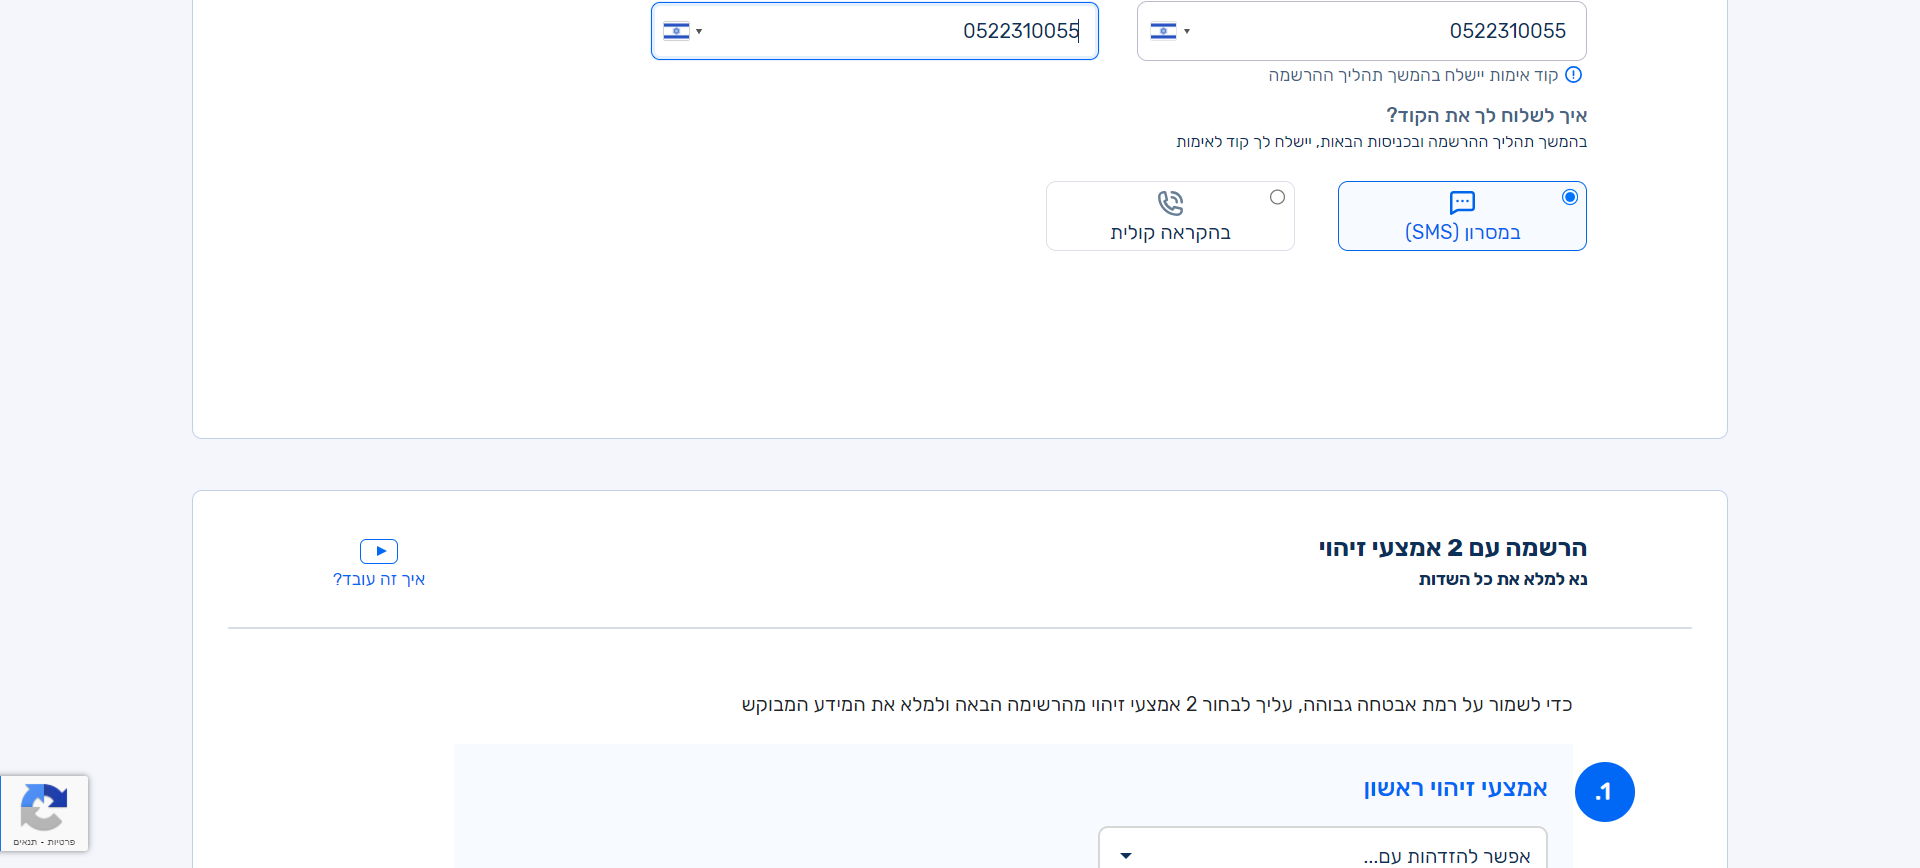 0522310055
0522310055
קוד אימות יישלח בהמשך תהליך ההרשמה
איך לשלוח לך את הקוד?
בהמשך תהליך ההרשמה ובכניסות הבאות, יישלח לך קוד לאימות
במסרון (SMS)
בהקראה קולית
הרשמה עם 2 אמצעי זיהוי
נא למלא את כל השדות
איך זה עובד?
כדי לשמור על רמת אבטחה גבוהה, עליך לבחור 2 אמצעי זיהוי מהרשימה הבאה ולמלא את המידע המבוקש
1.
אמצעי זיהוי ראשון
אפשר להזדהות עם...
פרטיות - תנאים